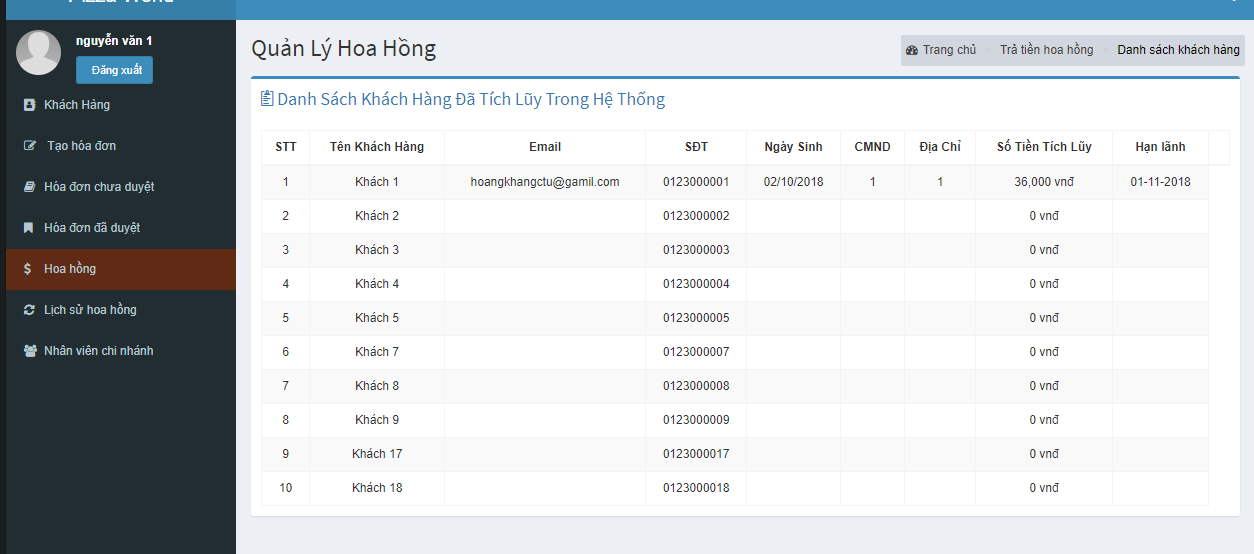 nguyễn văn 1
Đăng xuất
Khách Hàng
Tạo hóa đơn
Hóa đơn chưa duyệt
Hóa đơn đã duyệt
Hoa hồng
Lịch sử hoa hồng
Nhân viên chi nhánh
Quản Lý Hoa Hồng
Trang chủ > Trả tiền hoa hồng > Danh sách khách hàng
Danh Sách Khách Hàng Đã Tích Lũy Trong Hệ Thống
STT Tên Khách Hàng Email SĐT Ngày Sinh CMND Địa Chỉ Số Tiền Tích Lũy Hạn lãnh
1 Khách 1 hoangkhangctu@gamil.com 0123000001 02/10/2018 1 1 36,000 vnđ 01-11-2018
2 Khách 2 0123000002 0 vnđ
3 Khách 3 0123000003 0 vnđ
4 Khách 4 0123000004 0 vnđ
5 Khách 5 0123000005 0 vnđ
6 Khách 7 0123000007 0 vnđ
7 Khách 8 0123000008 0 vnđ
8 Khách 9 0123000009 0 vnđ
9 Khách 17 0123000017 0 vnđ
10 Khách 18 0123000018 0 vnđ